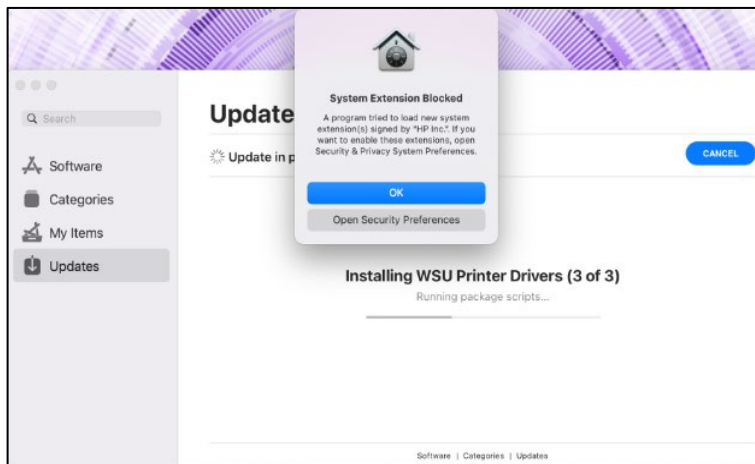 System Extension Blocked
A program tried to load new system
extension(s) signed by "HP Inc.". If you
want to enable these extensions, open
Security & Privacy System Preferences.
OK
Open Security Preferences
Search
Software
Categories
My Items
Updates
Update
Update in p
CANCEL
Installing WSU Printer Drivers (3 of 3)
Running package scripts...
Software | Categories | Updates